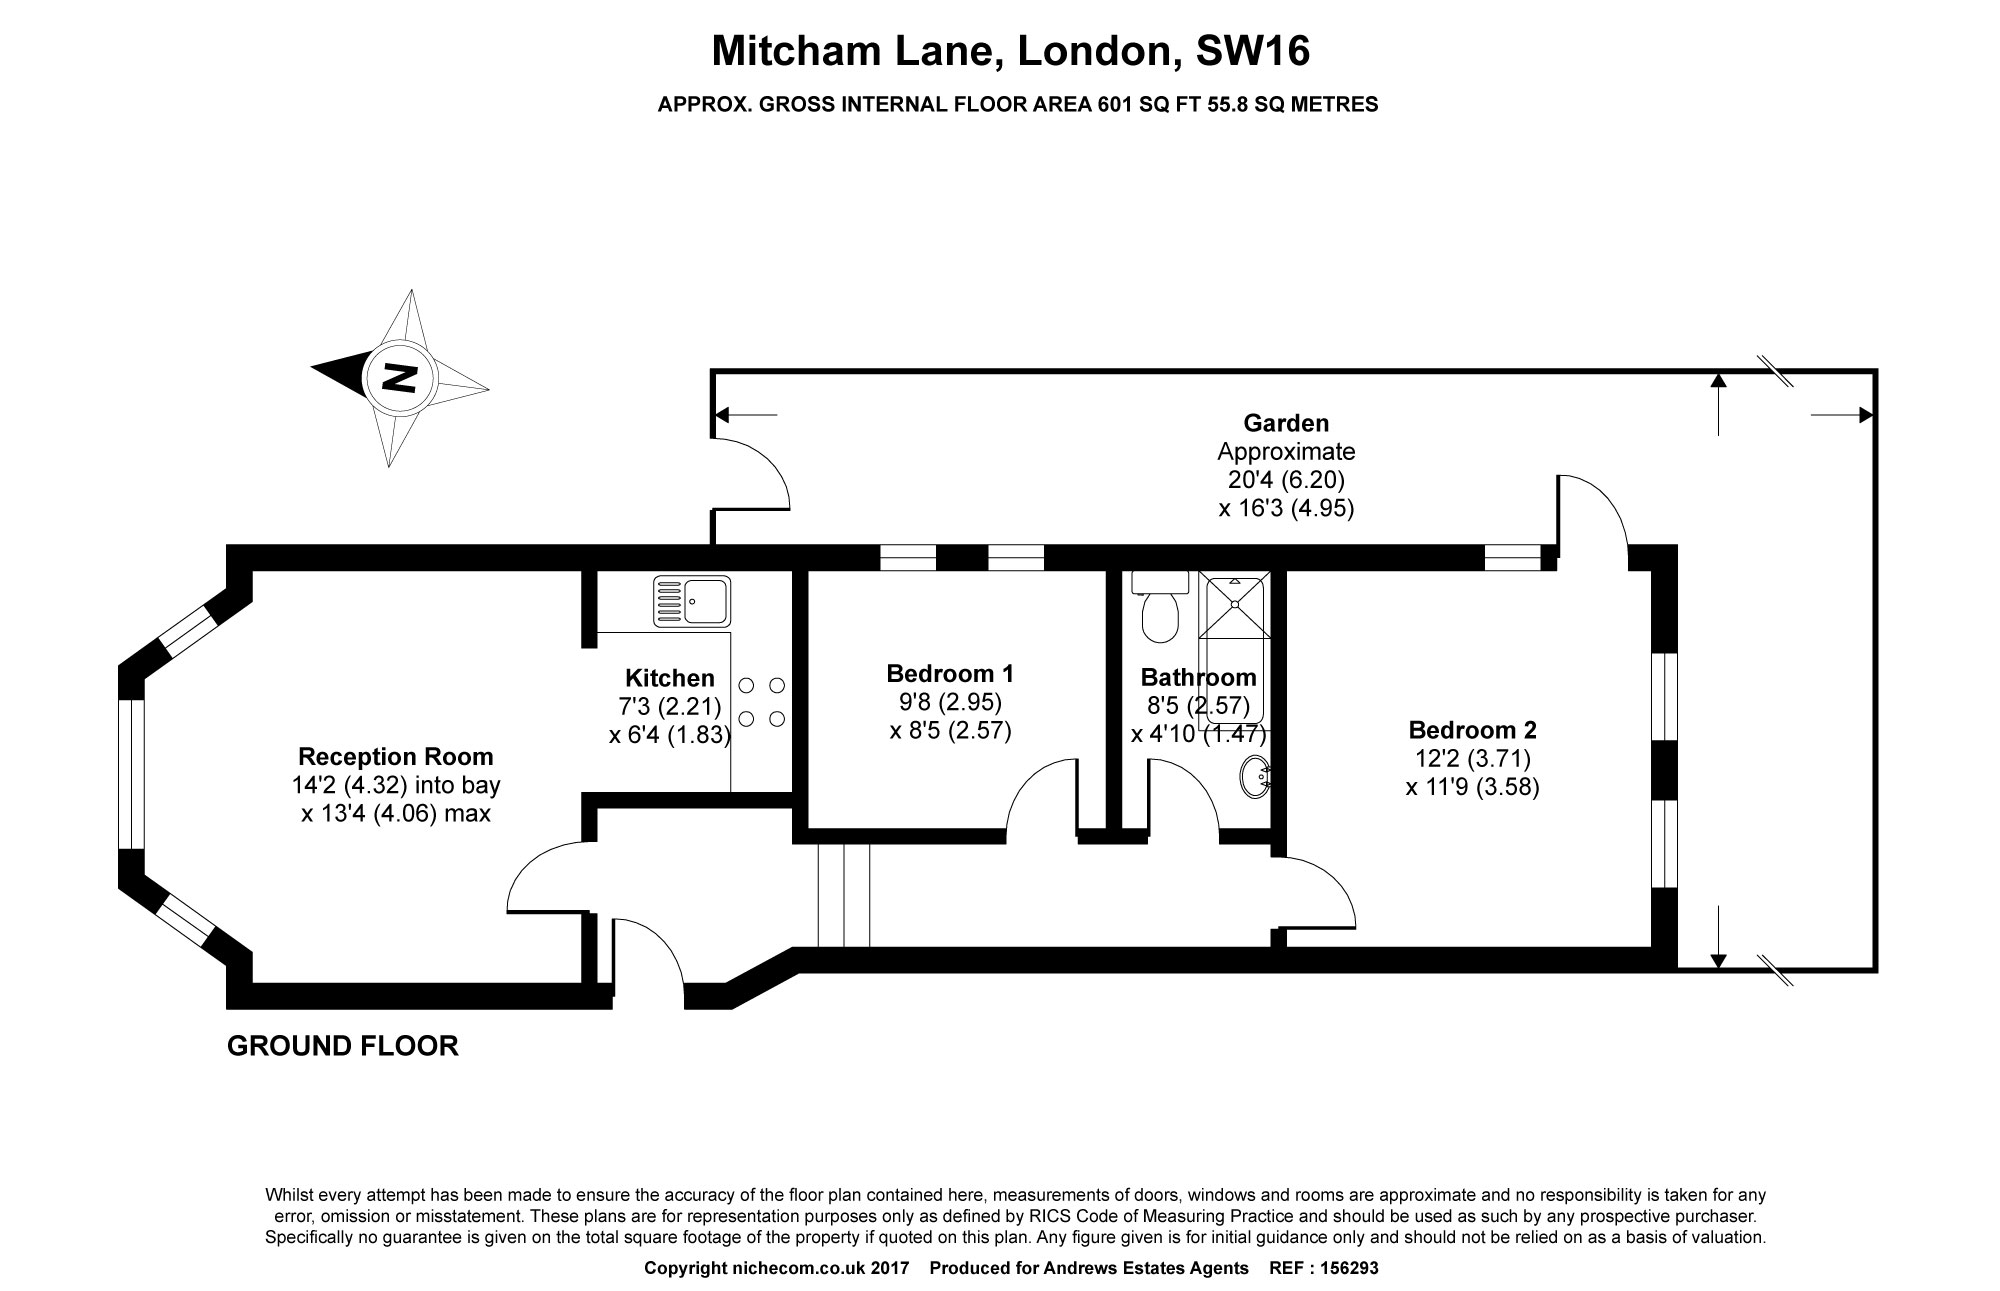 Mitcham Lane, London, SW16
APPROX. GROSS INTERNAL FLOOR AREA 601 SQ FT 55.8 SQ METRES
N
Garden
Approximate
20'4 (6.20)
x 16'3 (4.95)
Kitchen
7'3 (2.21)
x 6'4 (1.83)
Bedroom 1
9'8 (2.95)
x 8'5 (2.57)
Bathroom
8'5 (2.57)
x 4'10 (1.47)
Bedroom 2
12'2 (3.71)
x 11'9 (3.58)
Reception Room
14'2 (4.32) into bay
x 13'4 (4.06) max
GROUND FLOOR
Whilst every attempt has been made to ensure the accuracy of the floor plan contained here, measurements of doors, windows and rooms are approximate and no responsibility is taken for any
error, omission or misstatement. These plans are for representation purposes only as defined by RICS Code of Measuring Practice and should be used as such by any prospective purchaser.
Specifically no guarantee is given on the total square footage of the property if quoted on this plan. Any figure given is for initial guidance only and should not be relied on as a basis of valuation.
Copyright nichecom.co.uk 2017 Produced for Andrews Estates Agents REF : 156293